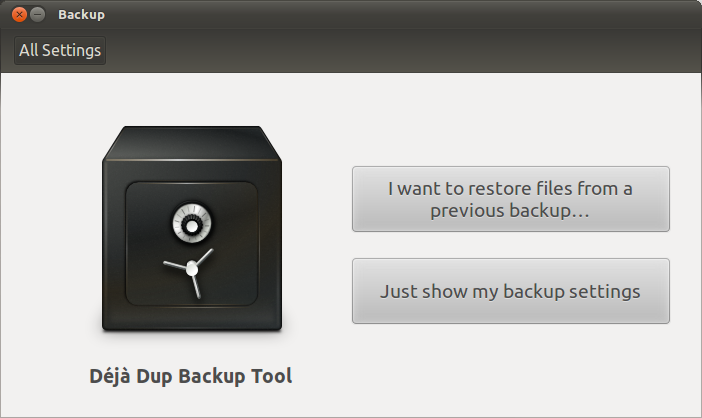 Backup
All Settings
I want to restore files from a
previous backup…
Just show my backup settings
Déjà Dup Backup Tool